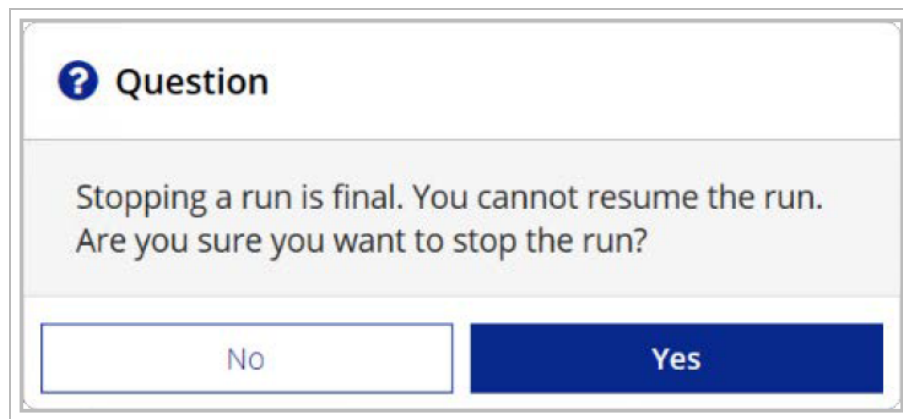 Question
Stopping a run is final. You cannot resume the run.
Are you sure you want to stop the run?
No
Yes